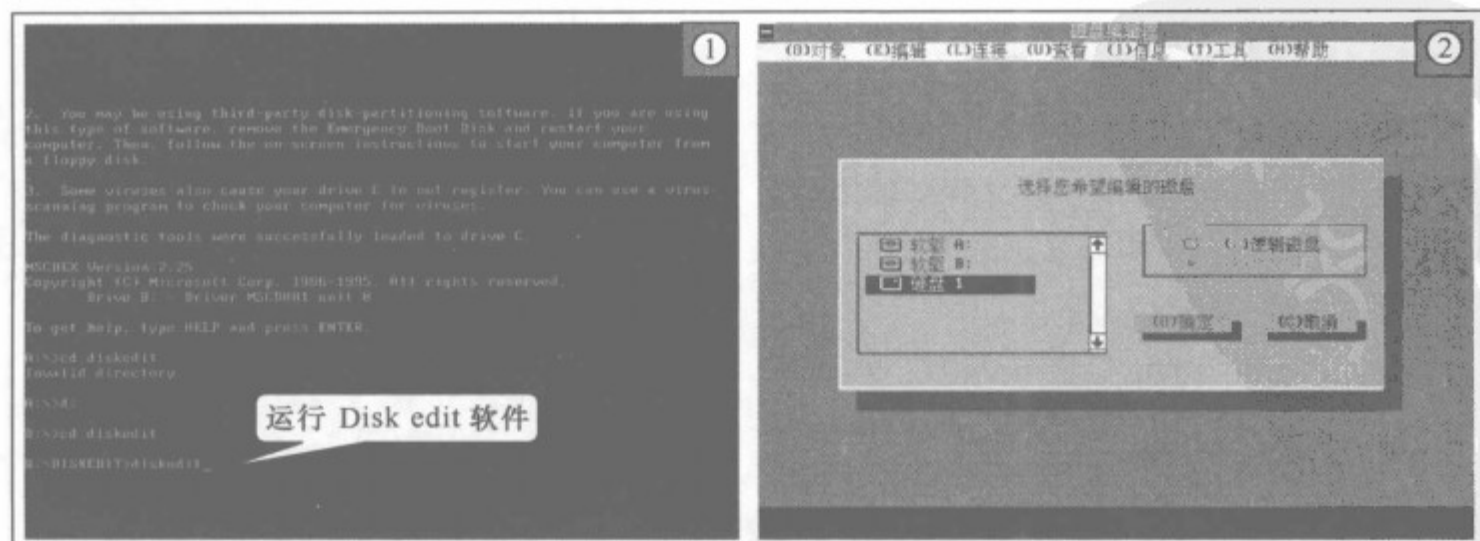 ①
2. You may be using third-party disk-partitioning software. If you are using
this type of software, remove the Emergency Boot Disk and restart your
computer. Then, follow the on-screen instructions to start your computer from
a floppy disk.
3. Some viruses also cause your drive C to not register. You can use a virus-
scanning program to check your computer for viruses.
The diagnostic tools were successfully loaded to drive C.
MSCDEX Version 2.25
Copyright (C) Microsoft Corp. 1986-1995. All rights reserved.
Drive B: = Driver MSCD001 unit 0
To get help, type HELP and press ENTER.
A:\>cd diskedit
Invalid directory
cd diskedit
\DISKEDIT>diskedit_
运行 Disk edit 软件
②
磁盘编辑器
(O)对象 (E)编辑 (L)连接 (U)查看 (I)信息 (T)工具 (H)帮助
选择您希望编辑的磁盘
软盘 A:
软盘 B:
硬盘 1
(.)逻辑磁盘
(O)确定 (C)取消